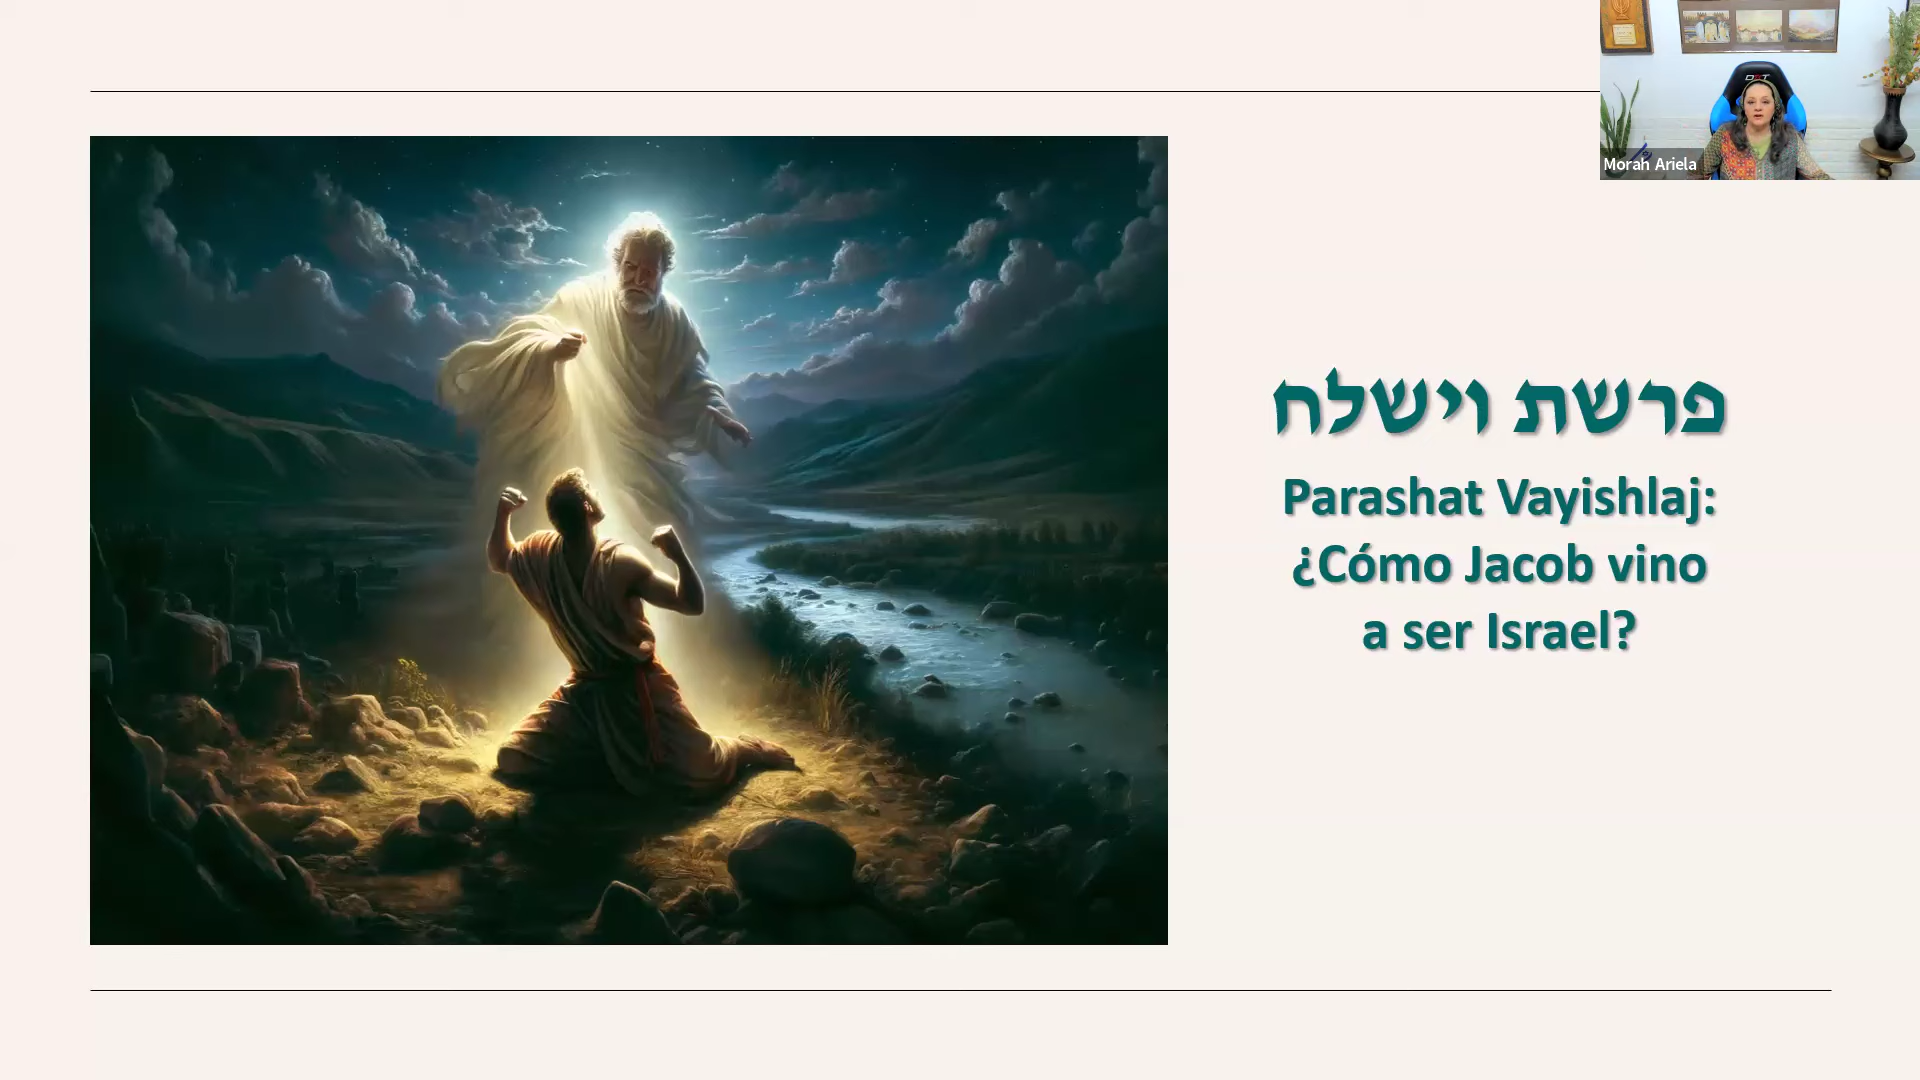 פרשת וישלח
Parashat Vayishlaj:
¿Cómo Jacob vino
a ser Israel?
Morah Ariela